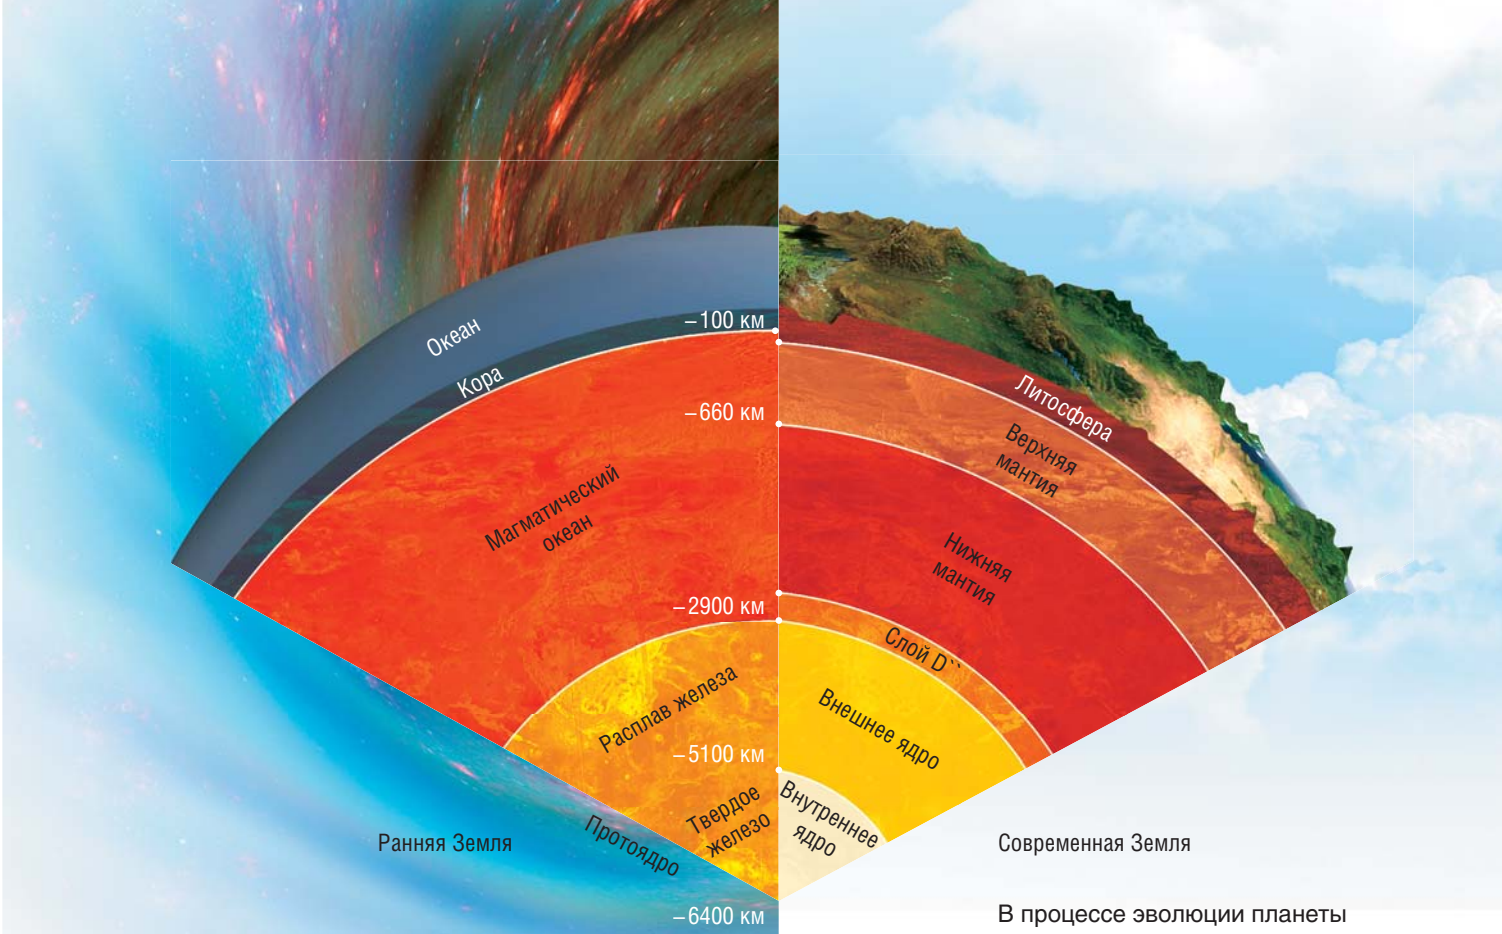 Океан
Кора
–100 км
–660 км
Магматический
океан
–2900 км
Расплав железа
–5100 км
Твердое
железо
Протоядро
Ранняя Земля
–6400 км
Литосфера
Верхняя
мантия
Нижняя
мантия
Слой D``
Внешнее ядро
Внутреннее
ядро
Современная Земля
В процессе эволюции планеты